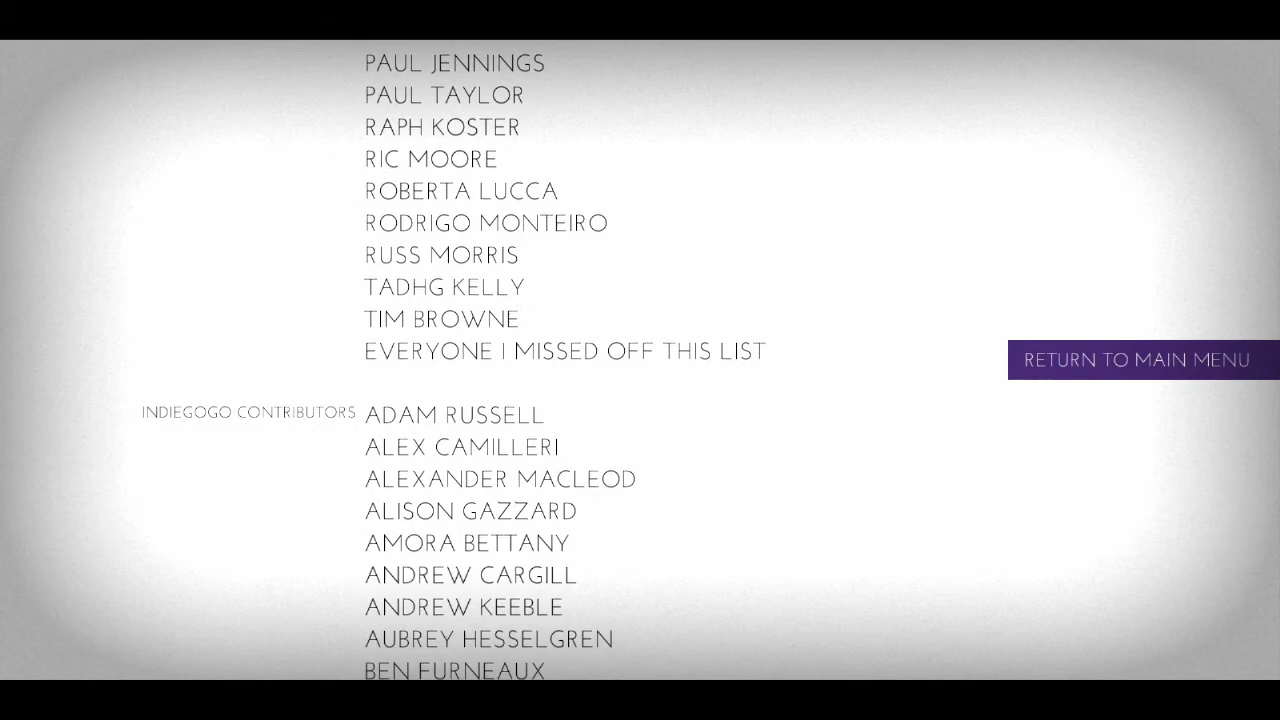 PAUL JENNINGS
PAUL TAYLOR
RAPH KOSTER
RIC MOORE
ROBERTA LUCCA
RODRIGO MONTEIRO
RUSS MORRIS
TADHG KELLY
TIM BROWNE
EVERYONE I MISSED OFF THIS LIST
RETURN TO MAIN MENU
INDIEGOGO CONTRIBUTORS ADAM RUSSELL
ALEX CAMILLERI
ALEXANDER MACLEOD
ALISON GAZZARD
AMORA BETTANY
ANDREW CARGILL
ANDREW KEEBLE
AUBREY HESSELGREN
BEN FURNEAUX